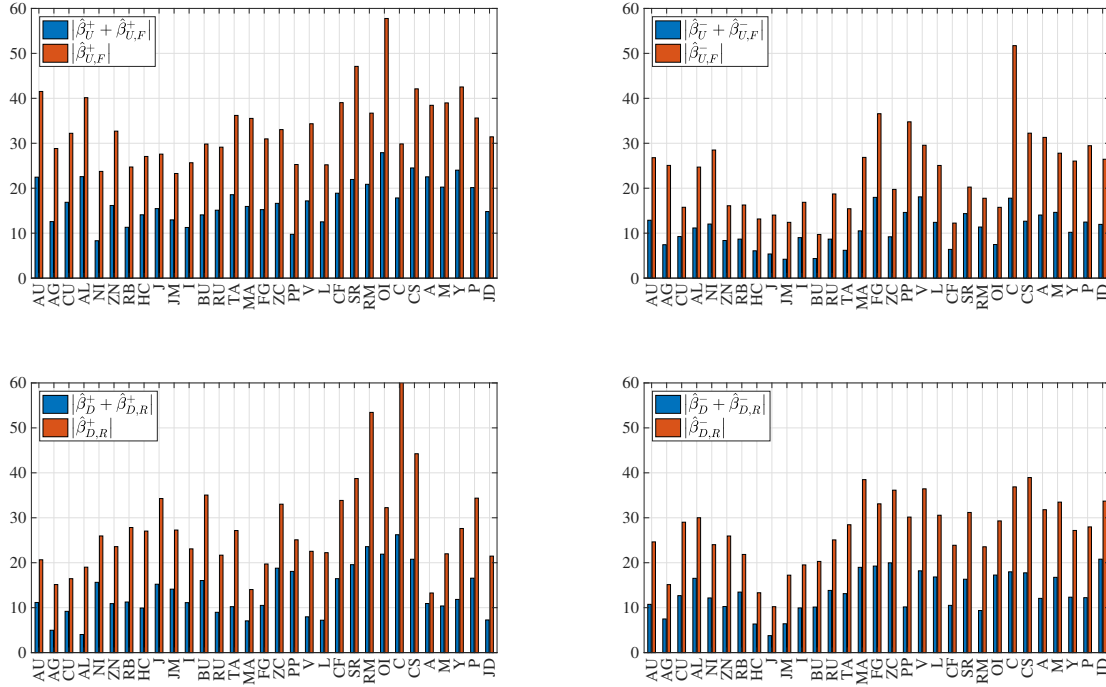 60
50
40
30
20
10
0
|β̂_U^+ + β̂_{U,F}^+|
|β̂_{U,F}^+|
AU AG CU AL NI ZN RB HC J JM I BU RU TA MA FG ZC PP V L CF SR RM OI C CS A M Y P JD
60
50
40
30
20
10
0
|β̂_U^- + β̂_{U,F}^-|
|β̂_{U,F}^-|
AU AG CU AL NI ZN RB HC J JM I BU RU TA MA FG ZC PP V L CF SR RM OI C CS A M Y P JD
60
50
40
30
20
10
0
|β̂_D^+ + β̂_{D,R}^+|
|β̂_{D,R}^+|
AU AG CU AL NI ZN RB HC J JM I BU RU TA MA FG ZC PP V L CF SR RM OI C CS A M Y P JD
60
50
40
30
20
10
0
|β̂_D^- + β̂_{D,R}^-|
|β̂_{D,R}^-|
AU AG CU AL NI ZN RB HC J JM I BU RU TA MA FG ZC PP V L CF SR RM OI C CS A M Y P JD